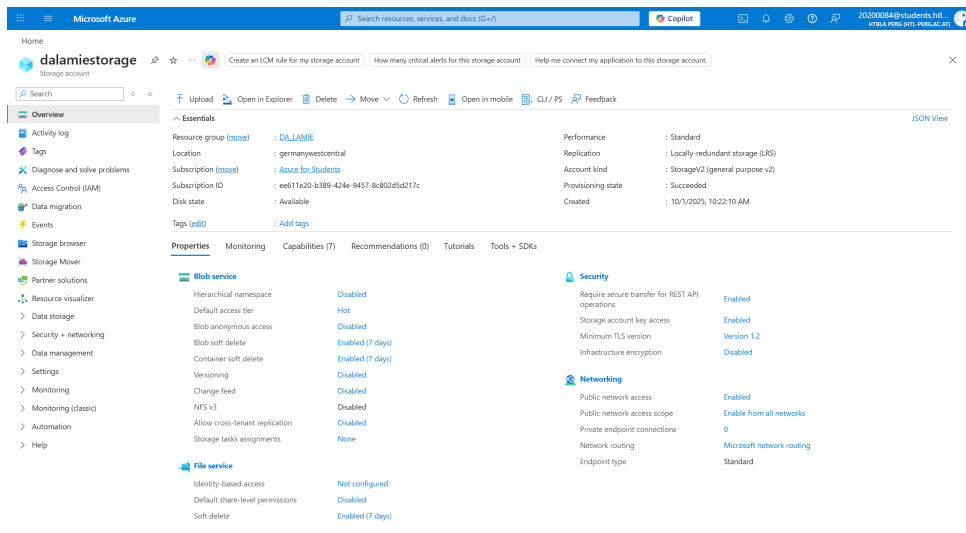 Microsoft Azure
Search resources, services, and docs (G+/)
Copilot
20200084@students.htl...
HTBLA PERG (HTL-PERG.AC.AT)
Home
dalamiestorage
Storage account
Create an LCM rule for my storage account
How many critical alerts for this storage account
Help me connect my application to this storage account.
Search
Overview
Activity log
Tags
Diagnose and solve problems
Access Control (IAM)
Data migration
Events
Storage browser
Storage Mover
Partner solutions
Resource visualizer
Data storage
Security + networking
Data management
Settings
Monitoring
Monitoring (classic)
Automation
Help
Upload Open in Explorer Delete Move Refresh Open in mobile CLI / PS Feedback
Essentials
JSON View
Resource group (move) : DA_LAMIE
Location : germanywestcentral
Subscription (move) : Azure for Students
Subscription ID : ee611e20-b389-424e-9457-8c802d5d217c
Disk state : Available
Performance : Standard
Replication : Locally-redundant storage (LRS)
Account kind : StorageV2 (general purpose v2)
Provisioning state : Succeeded
Created : 10/1/2025, 10:22:10 AM
Tags (edit) : Add tags
Properties Monitoring Capabilities (7) Recommendations (0) Tutorials Tools + SDKs
Blob service
Hierarchical namespace Disabled
Default access tier Hot
Blob anonymous access Disabled
Blob soft delete Enabled (7 days)
Container soft delete Enabled (7 days)
Versioning Disabled
Change feed Disabled
NFS v3 Disabled
Allow cross-tenant replication Disabled
Storage tasks assignments None
File service
Identity-based access Not configured
Default share-level permissions Disabled
Soft delete Enabled (7 days)
Security
Require secure transfer for REST API
operations Enabled
Storage account key access Enabled
Minimum TLS version Version 1.2
Infrastructure encryption Disabled
Networking
Public network access Enabled
Public network access scope Enable from all networks
Private endpoint connections 0
Network routing Microsoft network routing
Endpoint type Standard